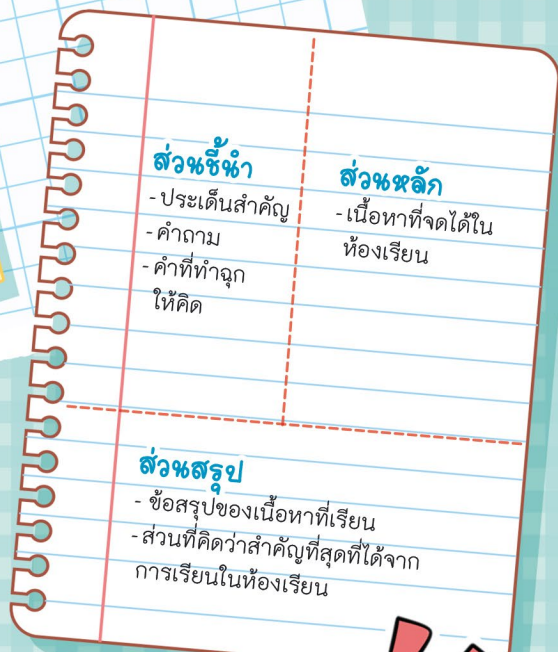 ส่วนชี้นำ
- ประเด็นสำคัญ
- คำถาม
- คำที่ทำฉุก
ให้คิด
ส่วนหลัก
- เนื้อหาที่จดได้ใน
ห้องเรียน
ส่วนสรุป
- ข้อสรุปของเนื้อหาที่เรียน
- ส่วนที่คิดว่าสำคัญที่สุดที่ได้จาก
การเรียนในห้องเรียน